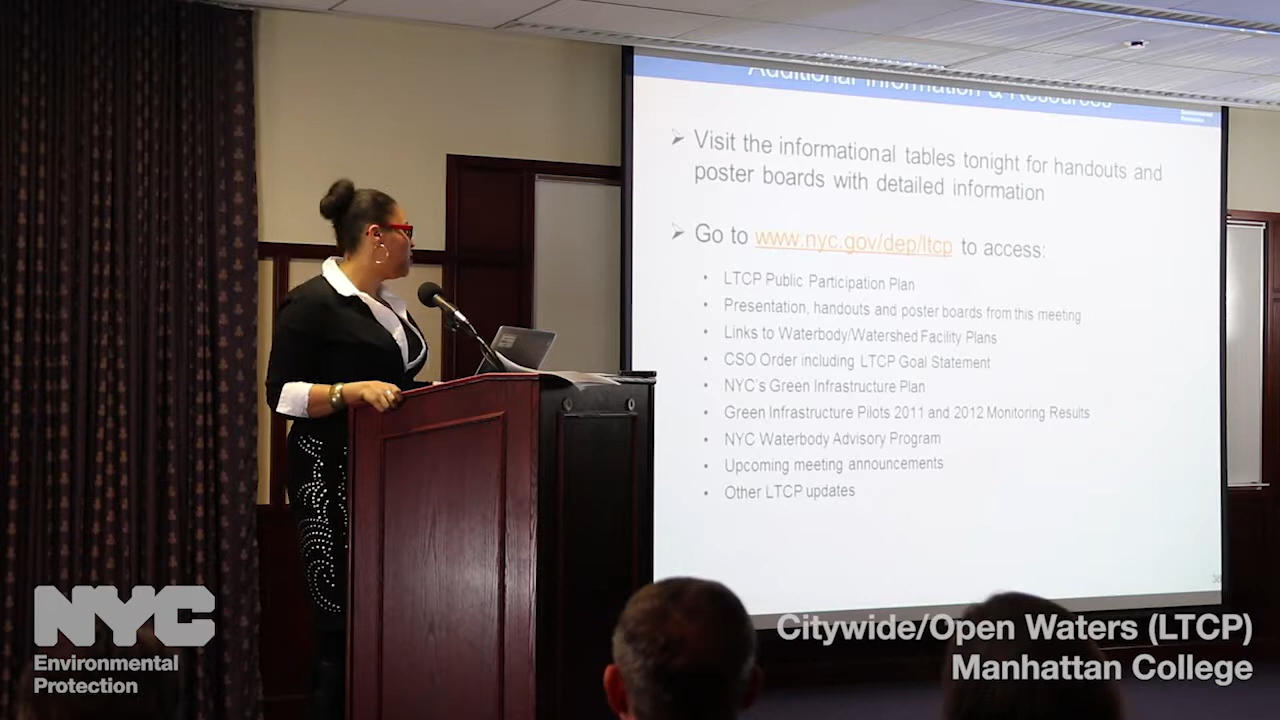 Additional Information & Resources
➢ Visit the informational tables tonight for handouts and
poster boards with detailed information
➢ Go to www.nyc.gov/dep/ltcp to access:
• LTCP Public Participation Plan
• Presentation, handouts and poster boards from this meeting
• Links to Waterbody/Watershed Facility Plans
• CSO Order including LTCP Goal Statement
• NYC's Green Infrastructure Plan
• Green Infrastructure Pilots 2011 and 2012 Monitoring Results
• NYC Waterbody Advisory Program
• Upcoming meeting announcements
• Other LTCP updates
NYC
Environmental
Protection
Citywide/Open Waters (LTCP)
Manhattan College